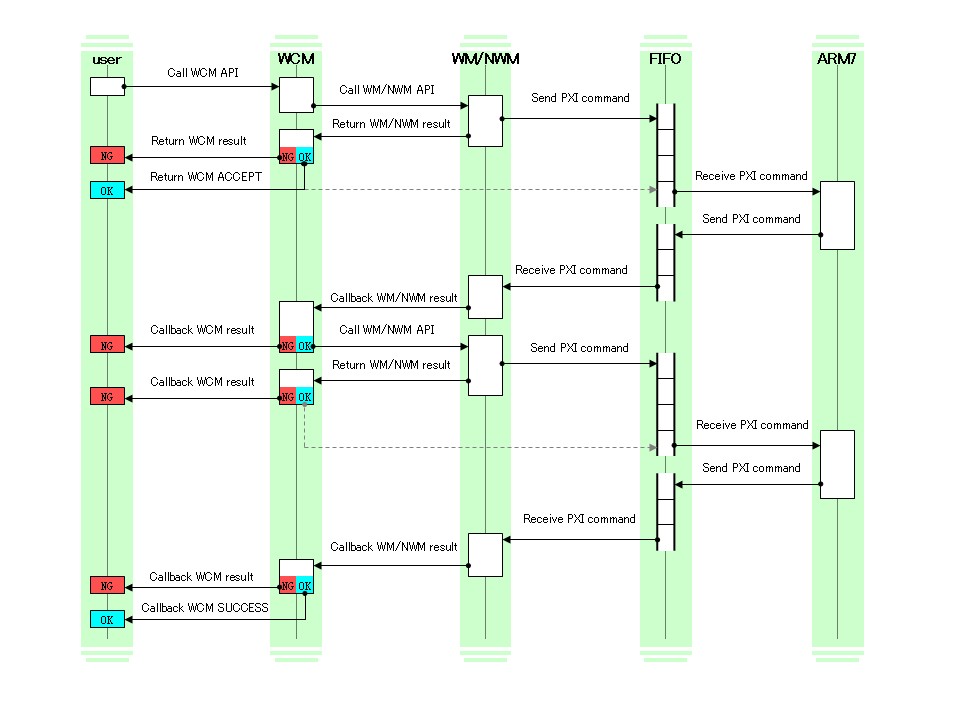 user
WCM
WM/NWM
FIFO
ARM7
Call WCM API
Call WM/NWM API
Send PXI command
Return WM/NWM result
Return WCM result
NG
NG
OK
Return WCM ACCEPT
OK
Receive PXI command
Send PXI command
Receive PXI command
Callback WM/NWM result
Callback WCM result
Call WM/NWM API
NG
NG
OK
Send PXI command
Return WM/NWM result
Callback WCM result
NG
NG
OK
Receive PXI command
Send PXI command
Receive PXI command
Callback WM/NWM result
Callback WCM result
NG
NG
OK
Callback WCM SUCCESS
OK